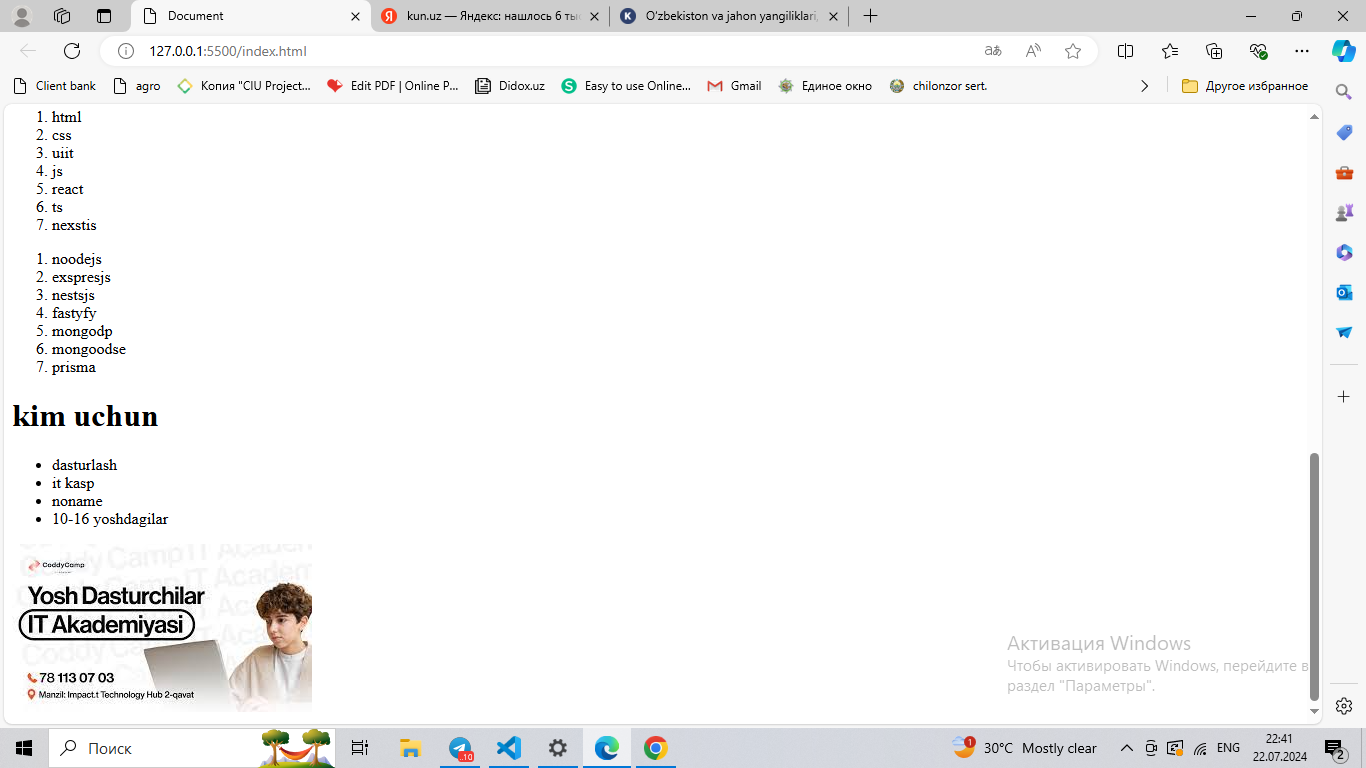 Document
kun.uz — Яндекс: нашлось 6 тыс
O'zbekiston va jahon yangiliklari,
127.0.0.1:5500/index.html
Client bank
agro
Копия "CIU Project...
Edit PDF | Online P...
Didox.uz
Easy to use Online...
Gmail
Единое окно
chilonzor sert.
Другое избранное
1. html
2. css
3. uiit
4. js
5. react
6. ts
7. nexstis
1. noodejs
2. exspresjs
3. nestsjs
4. fastyfy
5. mongodp
6. mongoodse
7. prisma
kim uchun
• dasturlash
• it kasp
• noname
• 10-16 yoshdagilar
CoddyCamp
Yosh Dasturchilar
IT Akademiyasi
78 113 07 03
Manzil: Impact.t Technology Hub 2-qavat
Активация Windows
Чтобы активировать Windows, перейдите в
раздел "Параметры".
Поиск
.10
1
30°C Mostly clear
ENG
22:41
22.07.2024
2